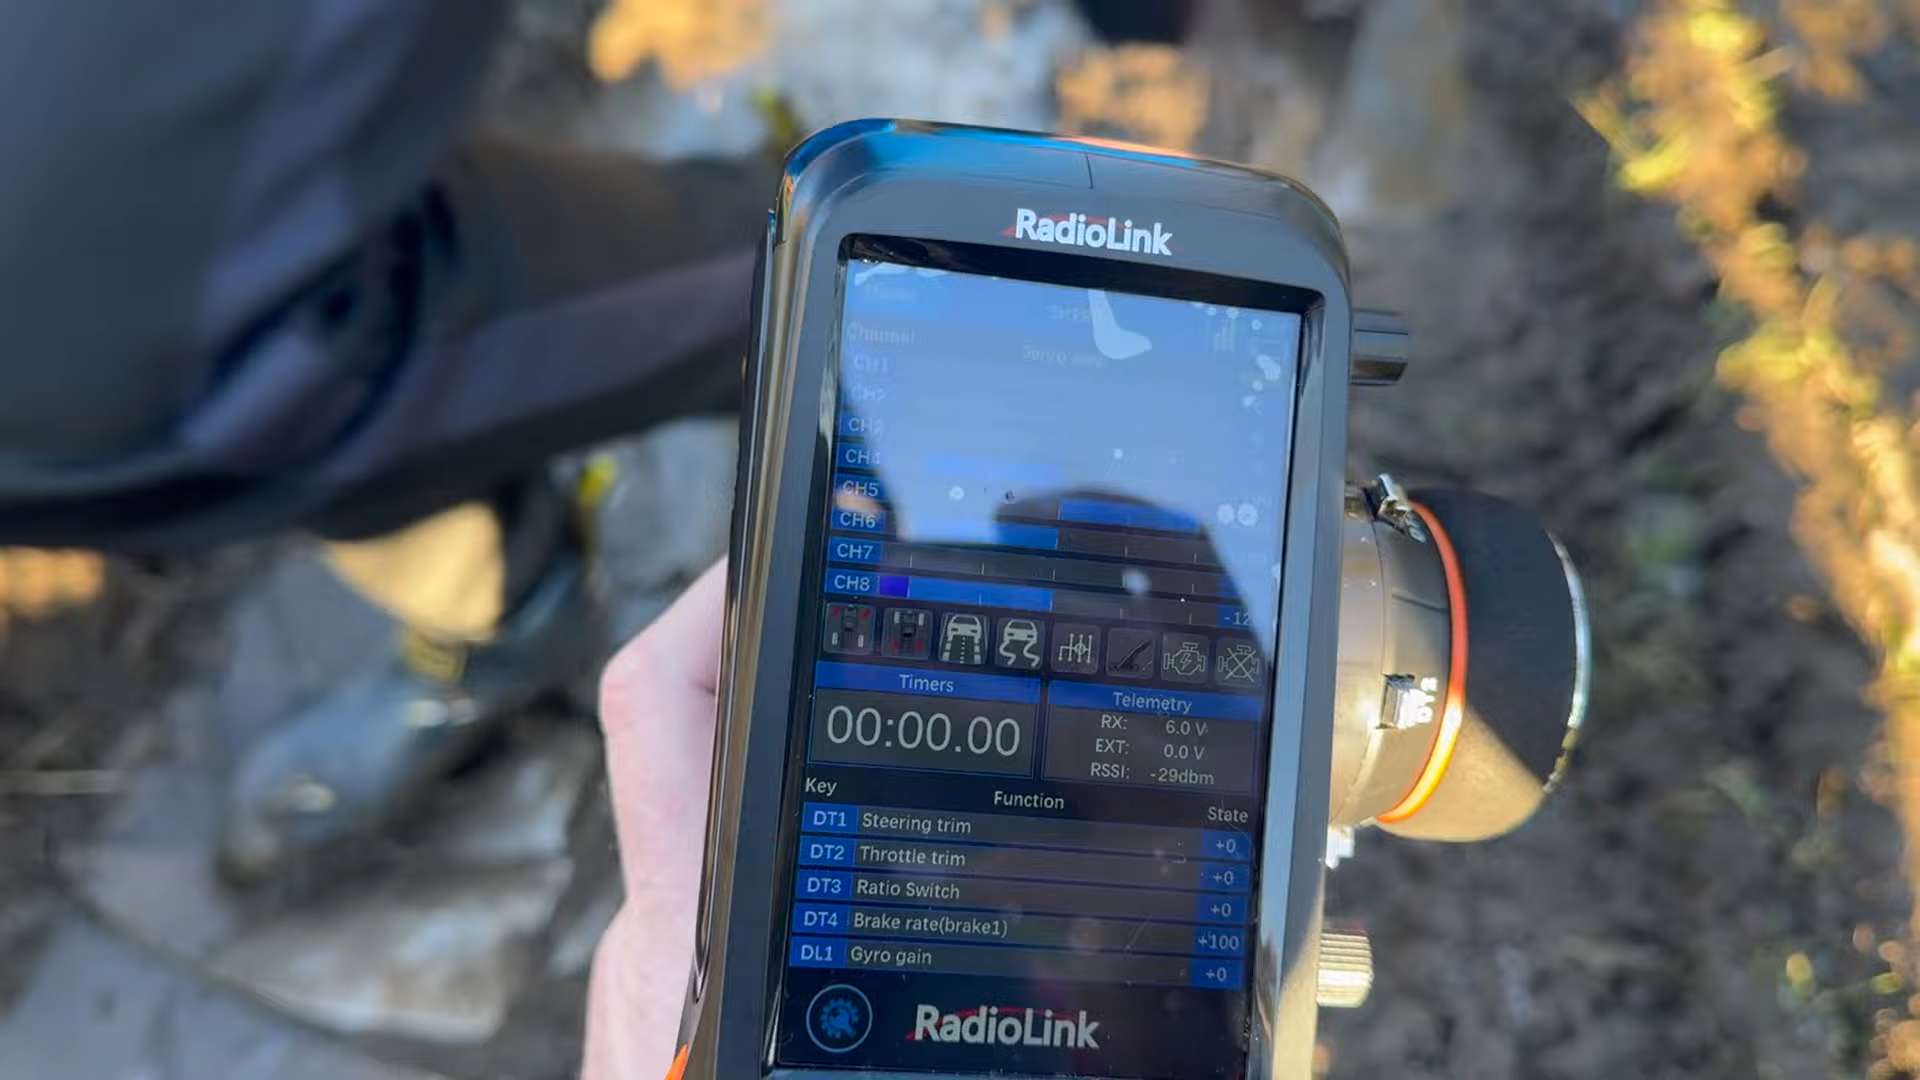 RadioLink
Channel
CH1
CH2
CH4
CH5
CH6
CH7
CH8
Timers
00:00.00
Telemetry
RX: 6.0 V
EXT: 0.0 V
RSSI: -29dbm
Key Function State
DT1 Steering trim +0
DT2 Throttle trim +0
DT3 Ratio Switch +0
DT4 Brake rate(brake1) +100
DL1 Gyro gain +0
RadioLink